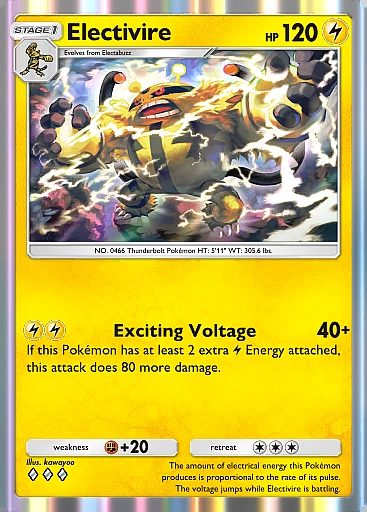 STAGE 1 Electivire HP 120
Evolves from Electabuzz
NO. 0466 Thunderbolt Pokémon HT: 5'11" WT: 305.6 lbs.
Exciting Voltage 40+
If this Pokémon has at least 2 extra Energy attached,
this attack does 80 more damage.
weakness +20 retreat
Illus. kawayoo
The amount of electrical energy this Pokémon
produces is proportional to the rate of its pulse.
The voltage jumps while Electivire is battling.